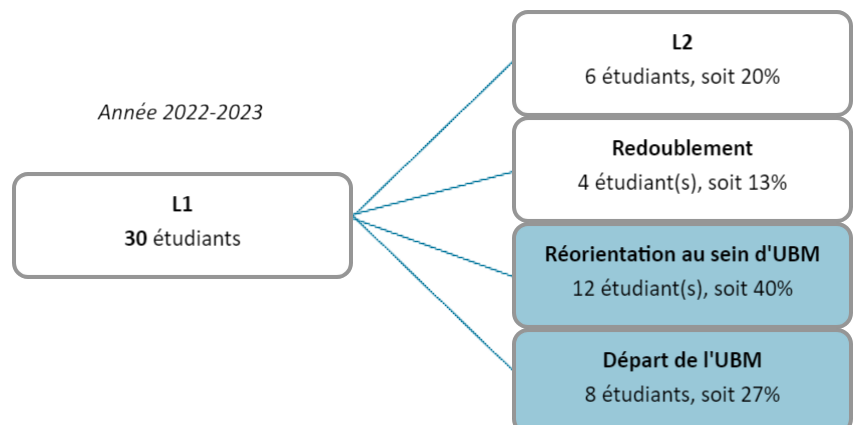 Année 2022-2023
L1
30 étudiants
L2
6 étudiants, soit 20%
Redoublement
4 étudiant(s), soit 13%
Réorientation au sein d'UBM
12 étudiant(s), soit 40%
Départ de l'UBM
8 étudiants, soit 27%